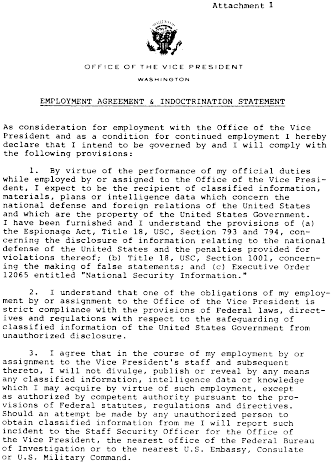 Attachment 1
OFFICE OF THE VICE PRESIDENT
WASHINGTON
EMPLOYMENT AGREEMENT & INDOCTRINATION STATEMENT
As consideration for employment with the Office of the Vice
President and as a condition for continued employment I hereby
declare that I intend to be governed by and I will comply with
the following provisions:
1. By virtue of the performance of my official duties
while employed by or assigned to the Office of the Vice Presi-
dent, I expect to be the recipient of classified information,
materials, plans or intelligence data which concern the
national defense and foreign relations of the United States
and which are the property of the United States Government.
I have been furnished and I understand the provisions of (a)
the Espionage Act, Title 18, USC, Section 793 and 794, con-
cerning the disclosure of information relating to the national
defense of the United States and the penalties provided for
violations thereof; (b) Title 18, USC, Section 1001, concern-
ing the making of false statements; and (c) Executive Order
12065 entitled "National Security Information."
2. I understand that one of the obligations of my employ-
ment by or assignment to the Office of the Vice President is
strict compliance with the provisions of Federal laws, direct-
ives and regulations with respect to the safeguarding of
classified information of the United States Government from
unauthorized disclosure.
3. I agree that in the course of my employment by or
assignment to the Vice President's staff and subsequent
thereto, I will not divulge, publish or reveal by any means
any classified information, intelligence data or knowledge
which I may acquire by virtue of such employment, except
as authorized by competent authority pursuant to the pro-
visions of Federal statutes, regulations and directives.
Should an attempt be made by any unauthorized person to
obtain classified information from me I will report such
incident to the Staff Security Officer for the Office of
the Vice President, the nearest office of the Federal Bureau
of Investigation or to the nearest U.S. Embassy, Consulate
or U.S. Military Command.